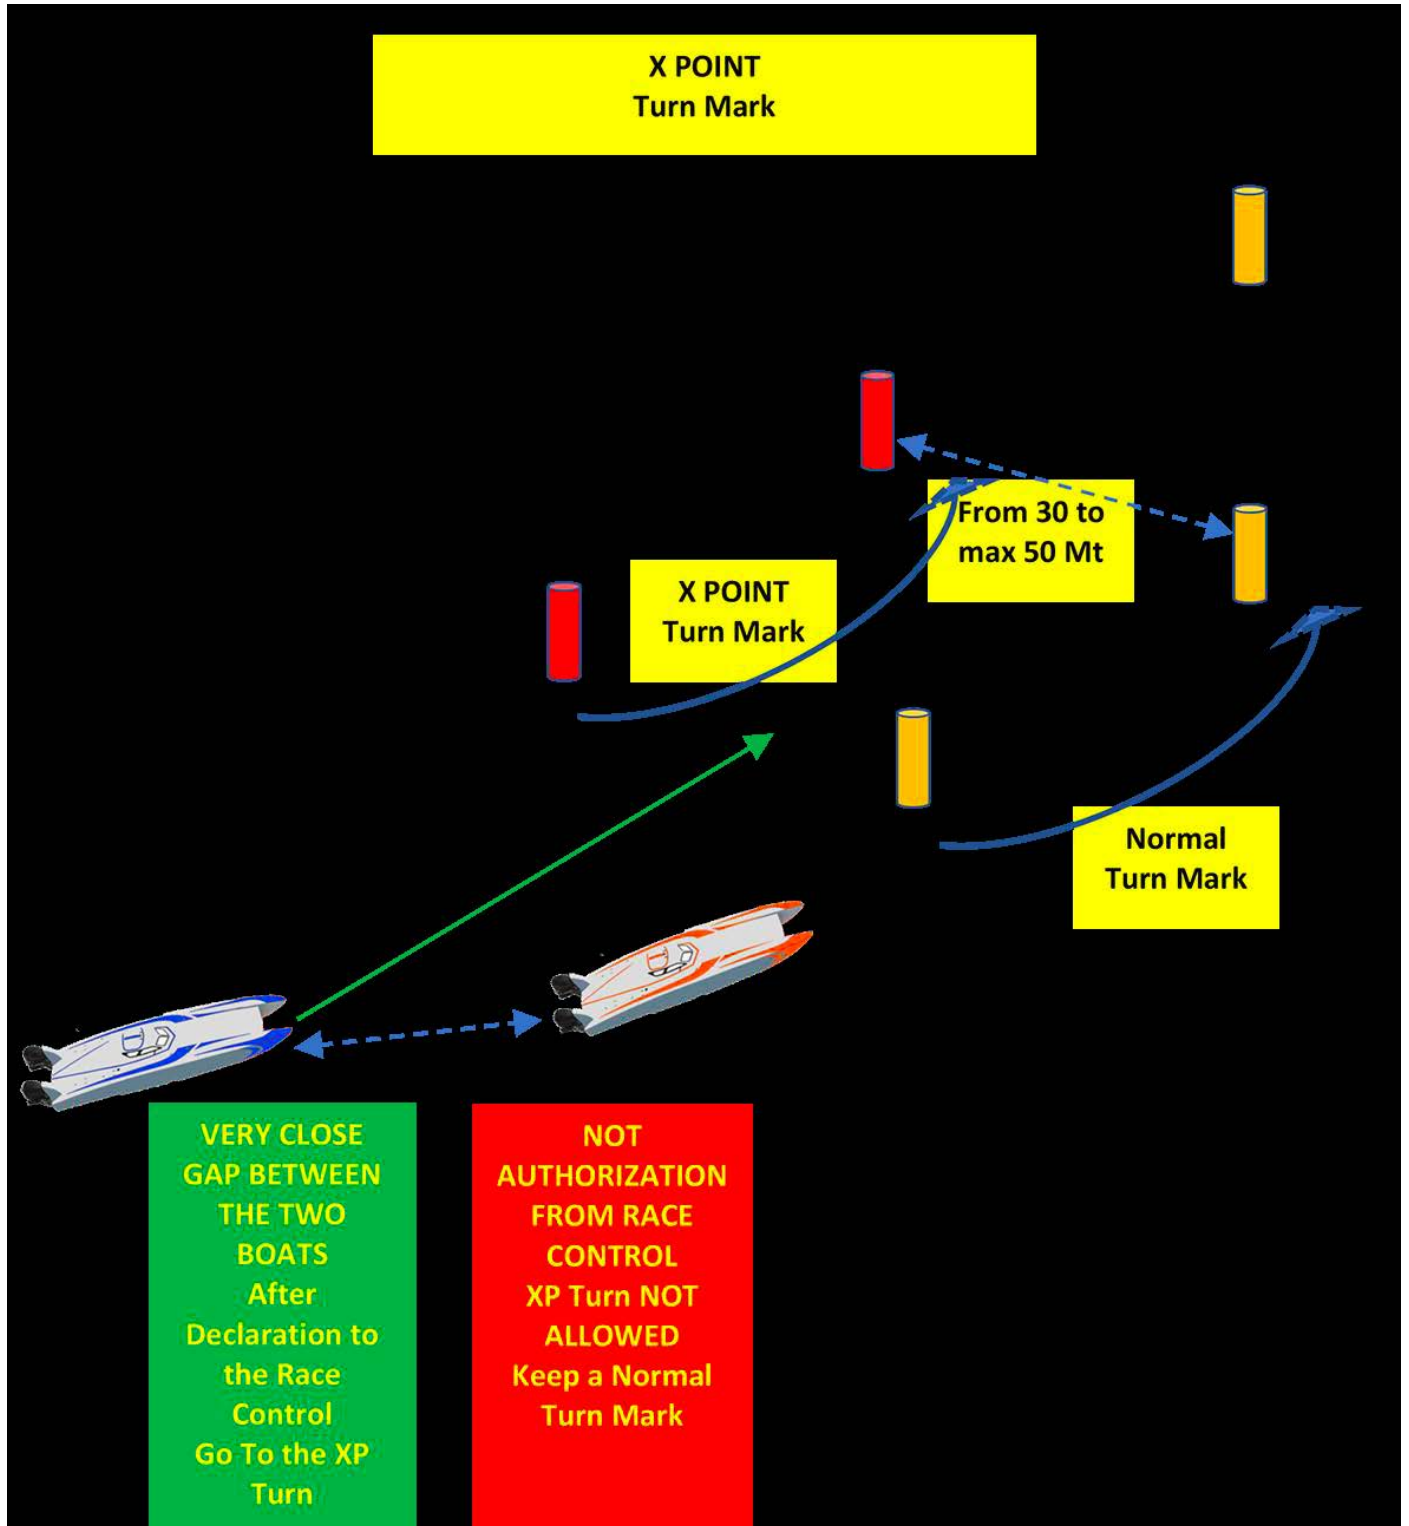 X POINT
Turn Mark
From 30 to
max 50 Mt
X POINT
Turn Mark
Normal
Turn Mark
VERY CLOSE
GAP BETWEEN
THE TWO
BOATS
After
Declaration to
the Race
Control
Go To the XP
Turn
NOT
AUTHORIZATION
FROM RACE
CONTROL
XP Turn NOT
ALLOWED
Keep a Normal
Turn Mark